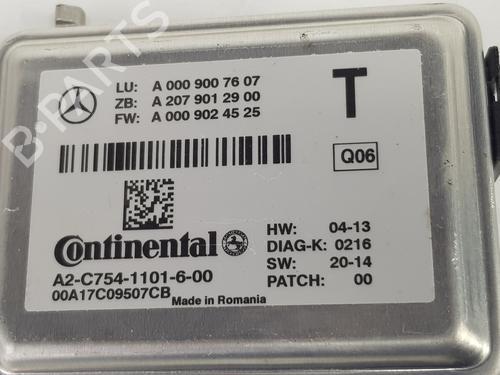 LU: A 000 900 76 07
ZB: A 207 901 29 00
FW: A 000 902 45 25
T
Q06
Continental
A2-C754-1101-6-00
00A17C09507CB
Made in Romania
HW: 04-13
DIAG-K: 0216
SW: 20-14
PATCH: 00
B-PARTS